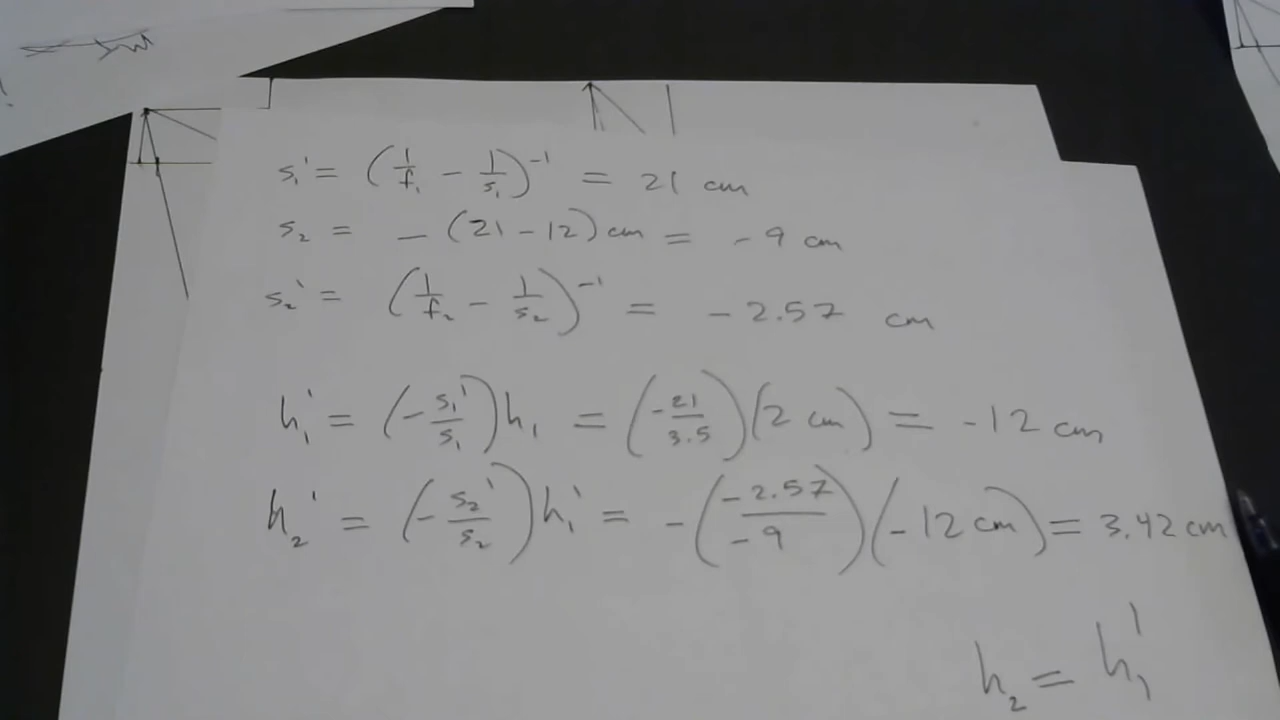 s₁' = (1/f₁ - 1/s₁)⁻¹ = 21 cm
s₂ = -(21-12)cm = -9 cm
s₂' = (1/f₂ - 1/s₂)⁻¹ = -2.57 cm
h₁' = (-s₁'/s₁)h₁ = (-21/3.5)(2 cm) = -12 cm
h₂' = (-s₂'/s₂)h₁' = -(-2.57/-9)(-12 cm) = 3.42 cm
h₂ = h₁'